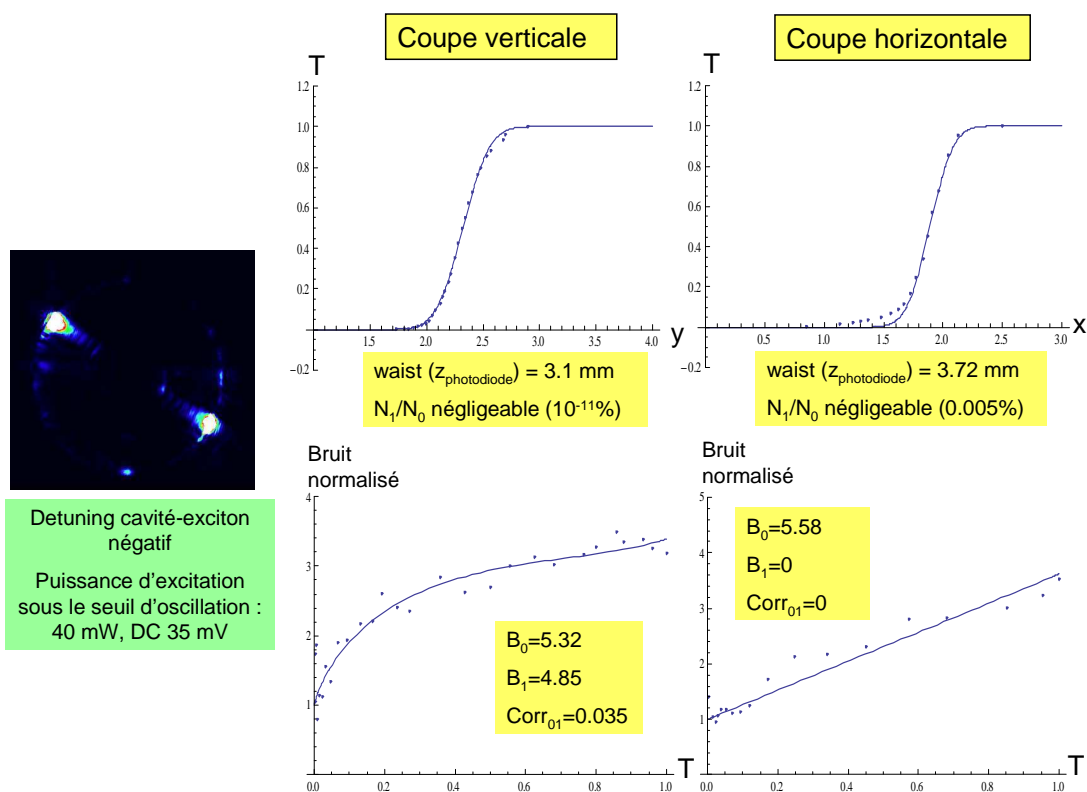 Coupe verticale
Coupe horizontale
T
1.2
1.0
0.8
0.6
0.4
0.2
-0.2
1.5
2.0
2.5
3.0
3.5
4.0
y
T
1.2
1.0
0.8
0.6
0.4
0.2
-0.2
0.5
1.0
1.5
2.0
2.5
3.0
x
waist (z_photodiode) = 3.1 mm
N₁/N₀ négligeable (10⁻¹¹%)
waist (z_photodiode) = 3.72 mm
N₁/N₀ négligeable (0.005%)
Detuning cavité-exciton
négatif
Puissance d'excitation
sous le seuil d'oscillation :
40 mW, DC 35 mV
Bruit
normalisé
4
3
2
1
0.0
0.2
0.4
0.6
0.8
1.0
T
B₀=5.32
B₁=4.85
Corr₀₁=0.035
Bruit
normalisé
5
4
3
2
1
0
0.0
0.2
0.4
0.6
0.8
1.0
T
B₀=5.58
B₁=0
Corr₀₁=0